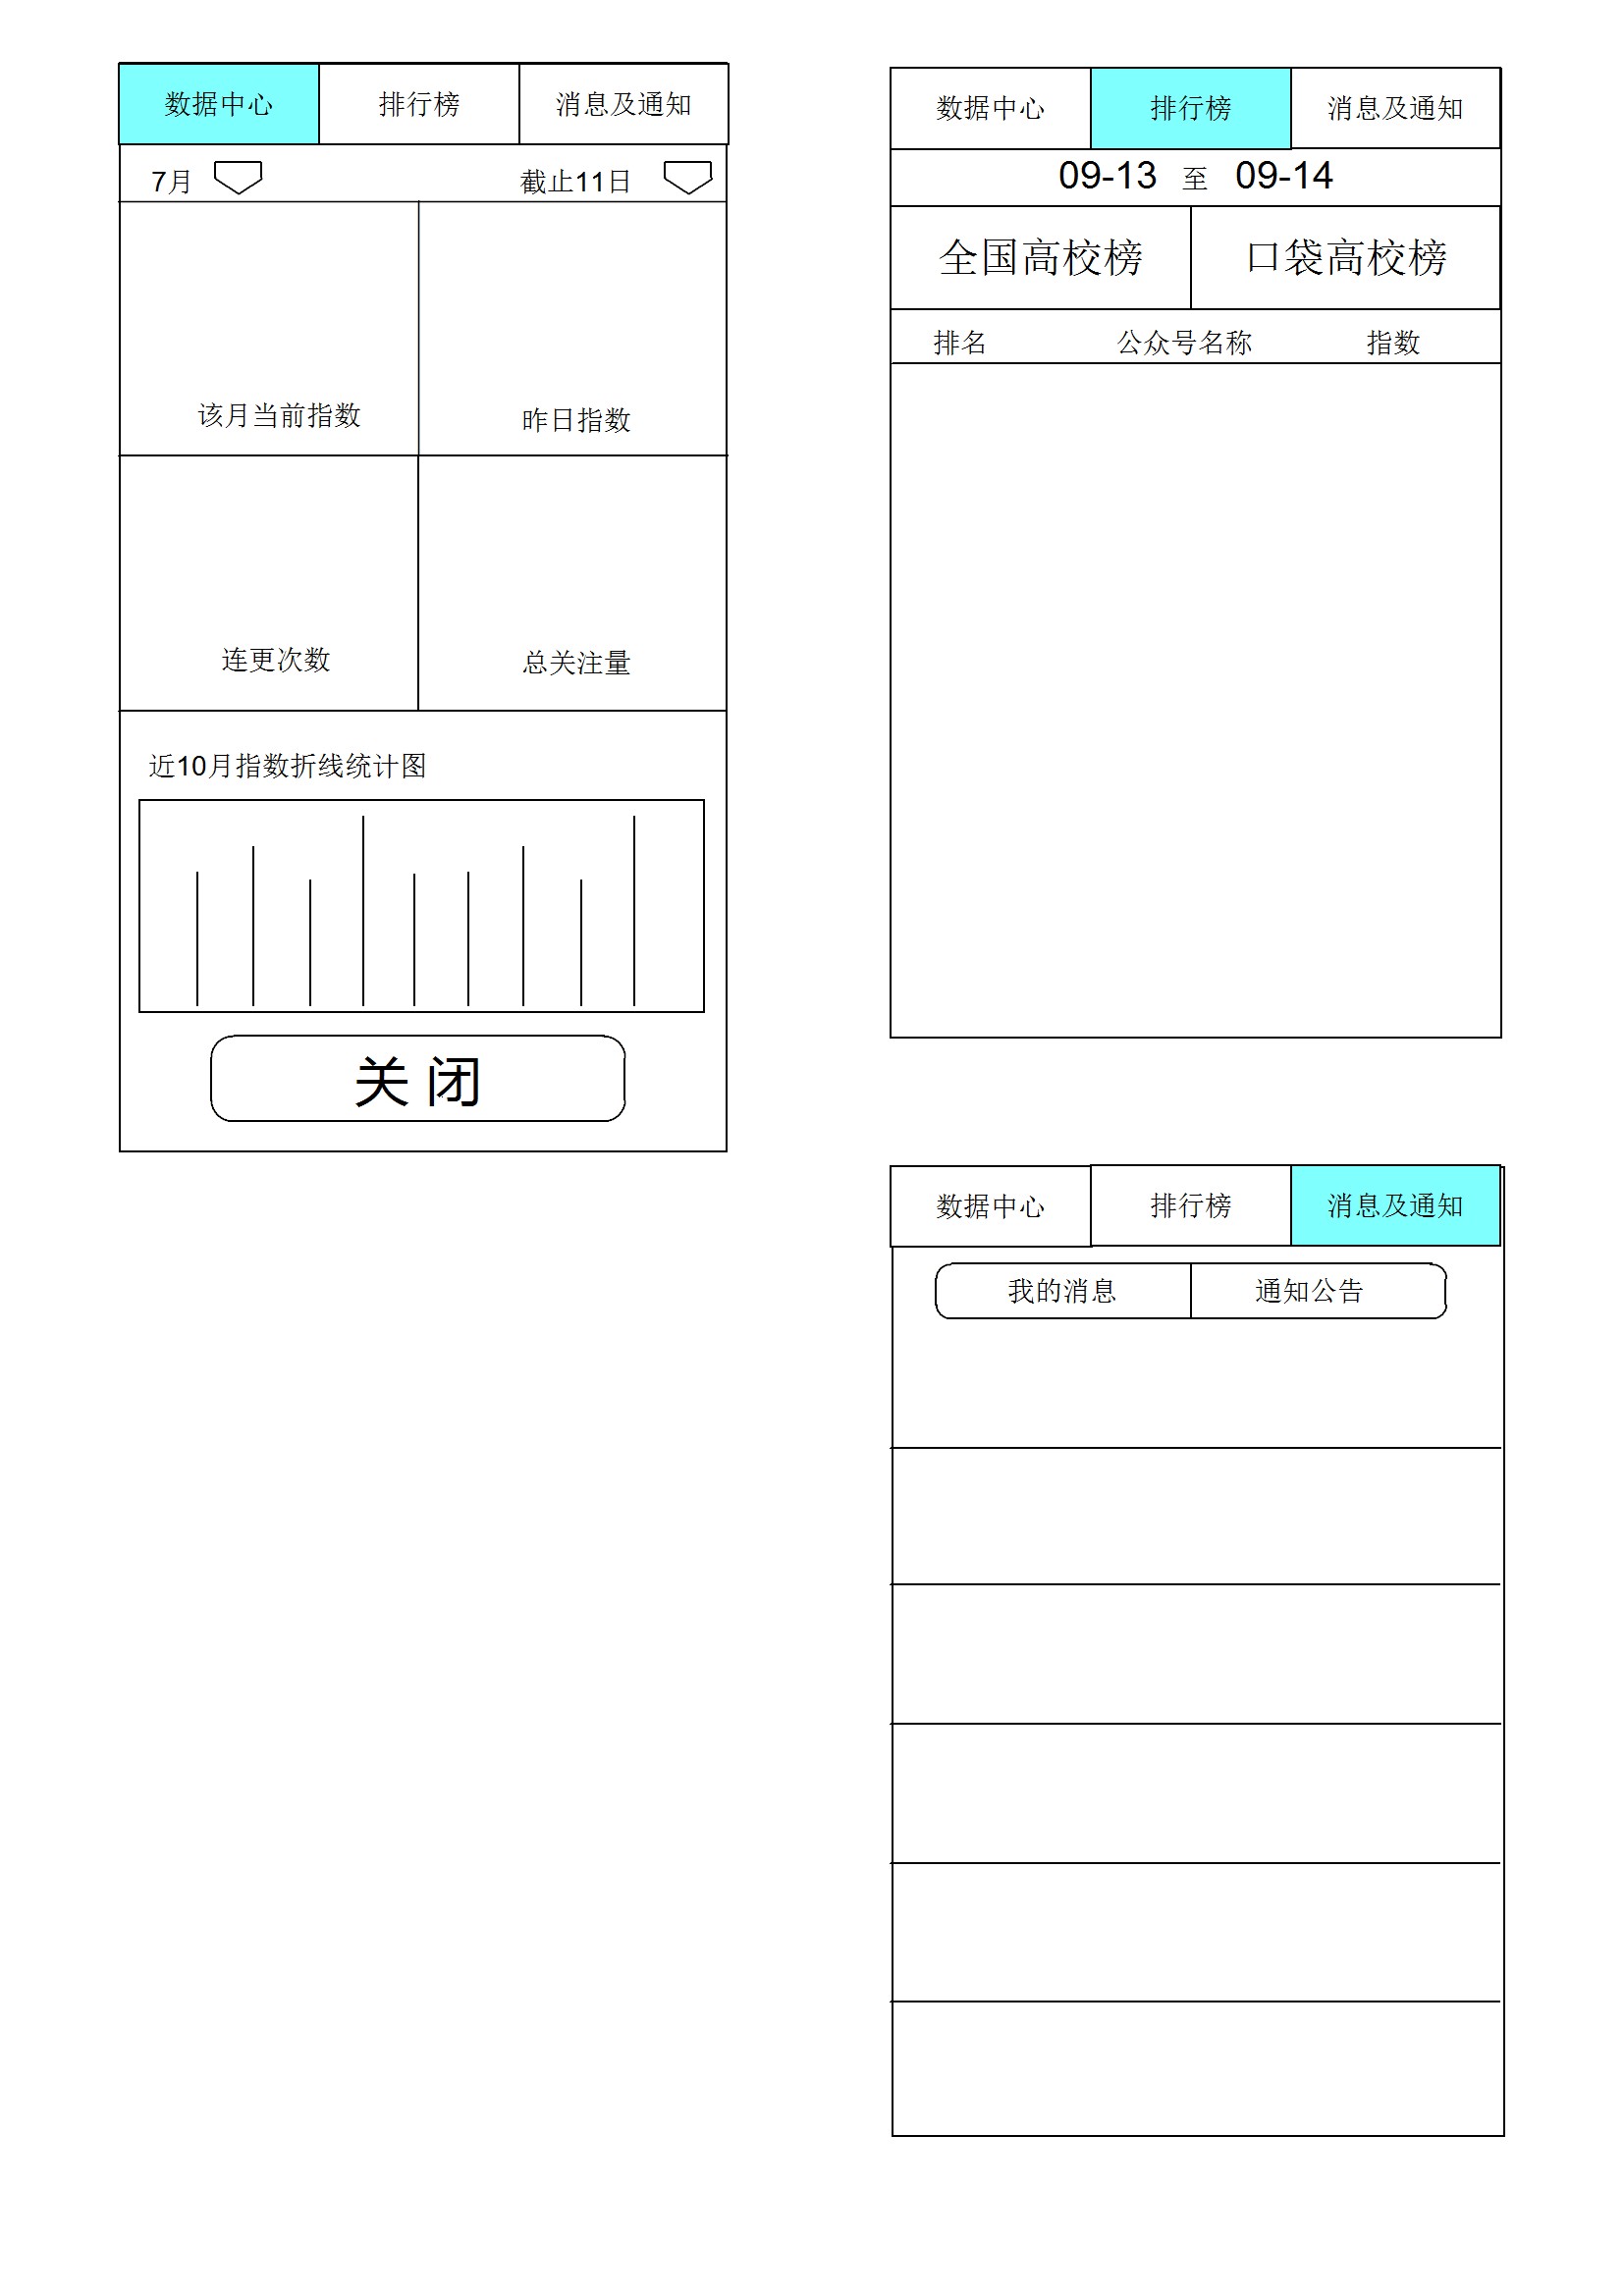 数据中心 排行榜 消息及通知
7月 截止11日
该月当前指数 昨日指数
连更次数 总关注量
近10月指数折线统计图
关 闭
数据中心 排行榜 消息及通知
09-13 至 09-14
全国高校榜 口袋高校榜
排名 公众号名称 指数
数据中心 排行榜 消息及通知
我的消息 通知公告